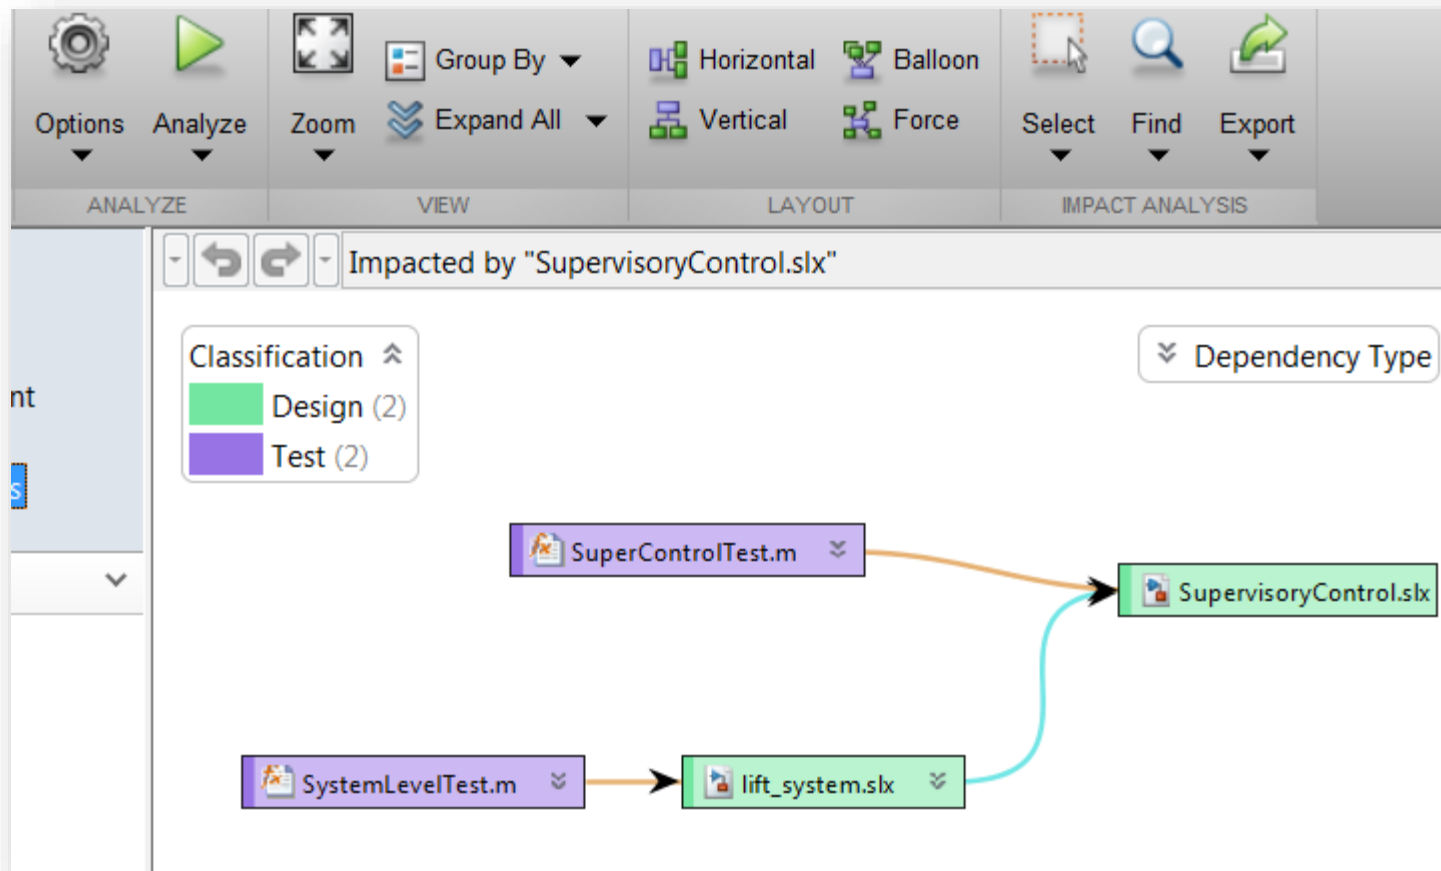 Options
Analyze
Zoom
Group By
Expand All
Horizontal
Vertical
Balloon
Force
Select
Find
Export
ANALYZE
VIEW
LAYOUT
IMPACT ANALYSIS
Impacted by "SupervisoryControl.slx"
nt
s
Classification
Design (2)
Test (2)
Dependency Type
SuperControlTest.m
SupervisoryControl.slx
SystemLevelTest.m
lift_system.slx